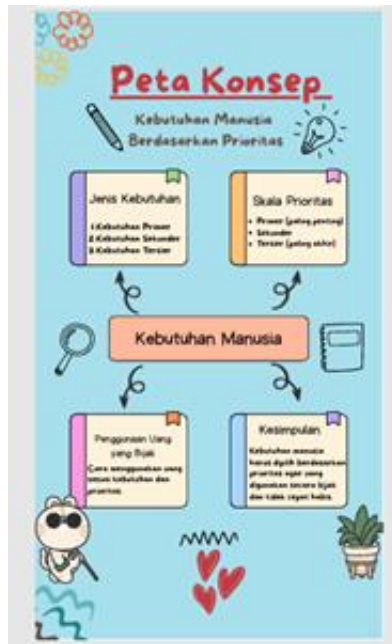 Peta Konsep
Kebutuhan Manusia
Berdasarkan Prioritas
Jenis Kebutuhan
1.Kebutuhan Primer
2.Kebutuhan Sekunder
3.Kebutuhan Tersier
Skala Prioritas
• Primer (paling penting)
• Sekunder
• Tersier (paling akhir)
Kebutuhan Manusia
Penggunaan Uang
yang Bijak
Cara menggunakan uang
sesuai kebutuhan dan
prioritas
Kesimpulan
Kebutuhan manusia
harus dipilih berdasarkan
prioritas agar uang
digunakan secara bijak
dan tidak cepat habis.